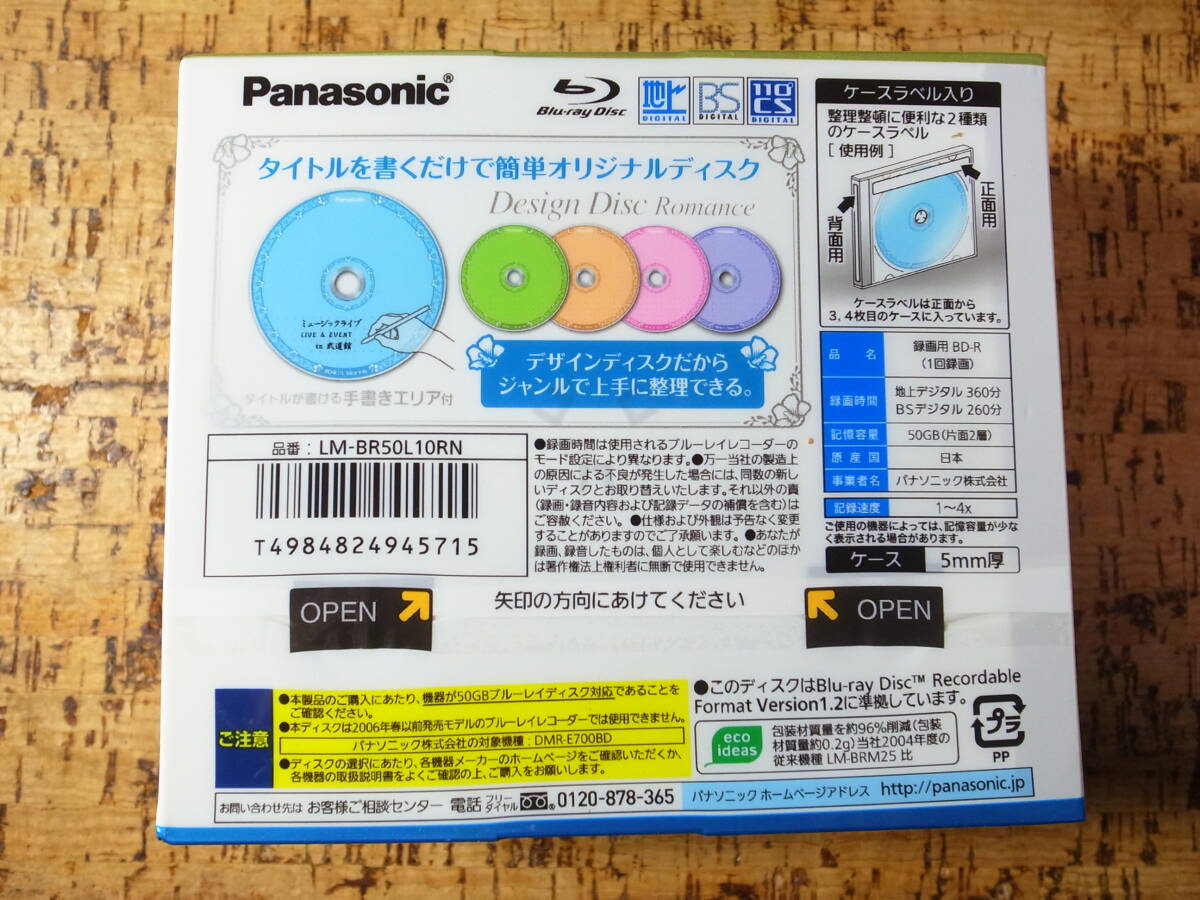 Panasonic®
Blu-ray Disc
地上
DIGITAL
BS
DIGITAL
110°
CS
DIGITAL
タイトルを書くだけで簡単オリジナルディスク
Design Disc Romance
Panasonic
ミュージックライブ
LIVE & EVENT
in 武道館
タイトルが書ける手書きエリア付
デザインディスクだから
ジャンルで上手に整理できる。
ケースラベル入り
整理整頓に便利な2種類
のケースラベル
[使用例]
正面用
背面用
ケースラベルは正面から
3、4枚目のケースに入っています。
品名 録画用 BD-R
(1回録画)
録画時間 地上デジタル 360分
BSデジタル 260分
記憶容量 50GB(片面2層)
原産国 日本
事業者名 パナソニック株式会社
記録速度 1〜4x
ご使用の機器によっては、記憶容量が少な
く表示される場合があります。
ケース 5mm厚
品番：LM-BR50L10RN
T4984824945715
●録画時間は使用されるブルーレイレコーダーの
モード設定により異なります。●万一当社の製造上
の原因による不良が発生した場合には、同数の新し
いディスクとお取り替えいたします。それ以外の責
(録画・録音内容および記録データの補償を含む)は
ご容赦ください。●仕様および外観は予告なく変更
することがありますのでご了承願います。●あなたが
録画、録音したものは、個人として楽しむなどのほか
は著作権法上権利者に無断で使用できません。
OPEN
矢印の方向にあけてください
OPEN
ご注意
●本製品のご購入にあたり、機器が50GBブルーレイディスク対応であることを
ご確認ください。
●本ディスクは2006年春以前発売モデルのブルーレイレコーダーでは使用できません。
パナソニック株式会社の対象機種：DMR-E700BD
●ディスクの選択にあたり、各機器メーカーのホームページをご確認いただくか、
各機器の取扱説明書をよくご確認の上、ご購入をお願いします。
●このディスクはBlu-ray Disc™ Recordable
Format Version1.2に準拠しています。
eco
ideas
包装材質量を約96%削減(包装
材質量約0.2g)当社2004年度の
従来機種 LM-BRM25 比
プラ
PP
お問い合わせ先は お客様ご相談センター 電話 フリーダイヤル 0120-878-365
パナソニック ホームページアドレス http://panasonic.jp